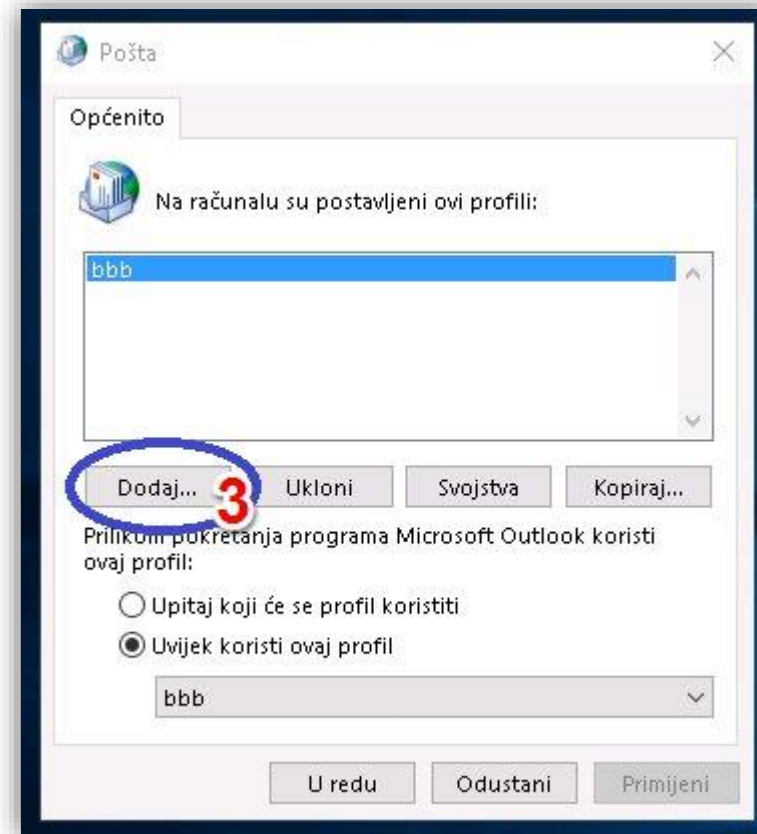 Pošta
Općenito
Na računalu su postavljeni ovi profili:
bbb
Dodaj... 3 Ukloni Svojstva Kopiraj...
Prilikom pokretanja programa Microsoft Outlook koristi
ovaj profil:
Upitaj koji će se profil koristiti
Uvijek koristi ovaj profil
bbb
U redu Odustani Primijeni